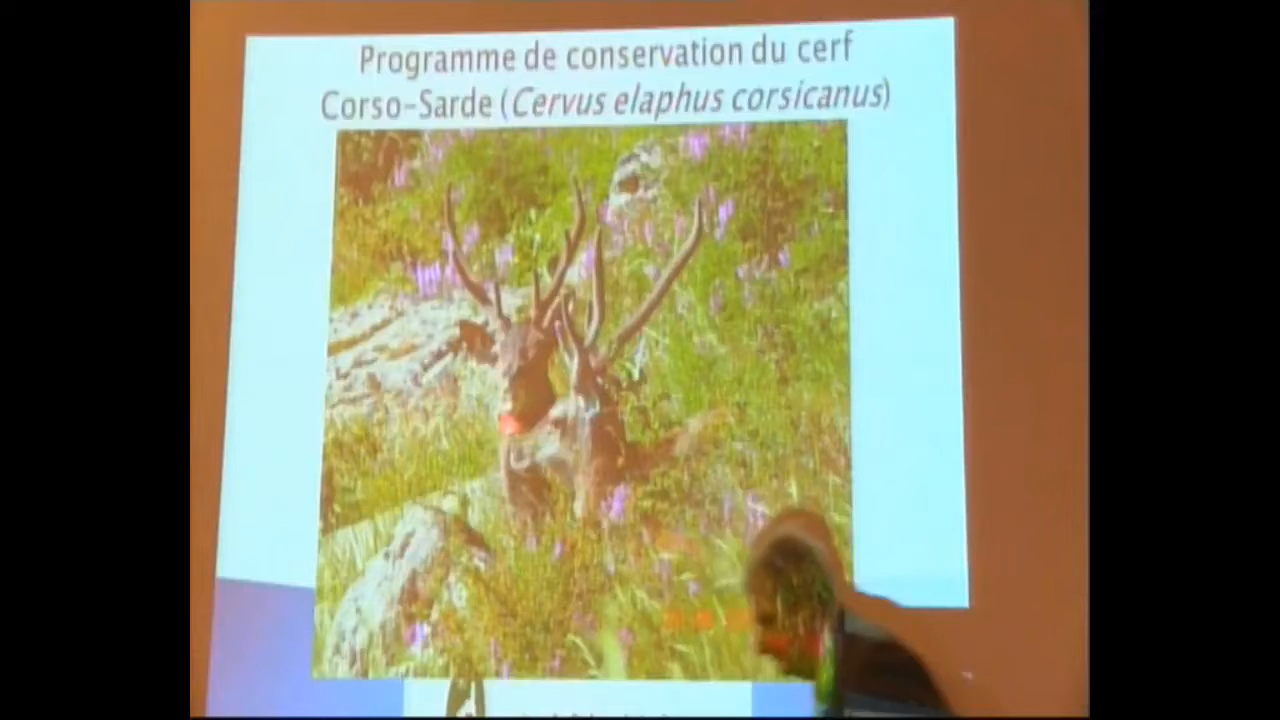 Programme de conservation du cerf
Corso-Sarde (Cervus elaphus corsicanus)